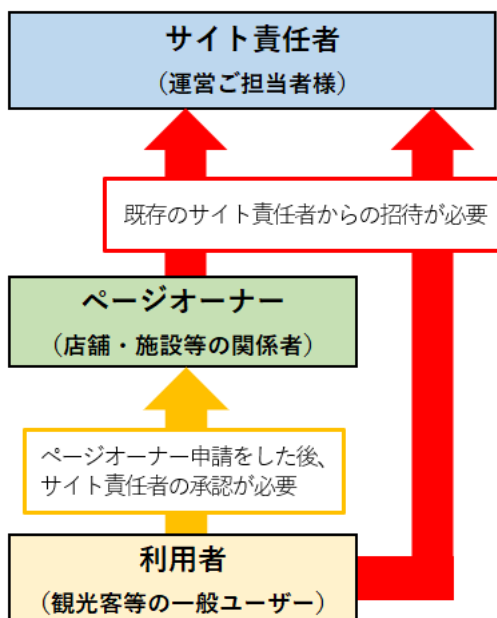 サイト責任者
（運営ご担当者様）
既存のサイト責任者からの招待が必要
ページオーナー
（店舗・施設等の関係者）
ページオーナー申請をした後、
サイト責任者の承認が必要
利用者
（観光客等の一般ユーザー）